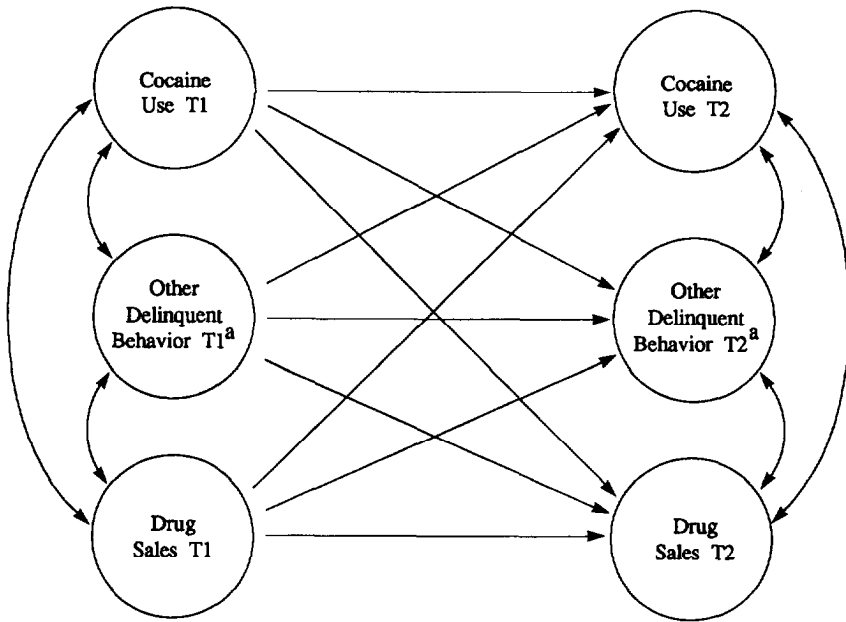 Cocaine
Use T1
Cocaine
Use T2
Other
Delinquent
Behavior T1a
Other
Delinquent
Behavior T2a
Drug
Sales T1
Drug
Sales T2